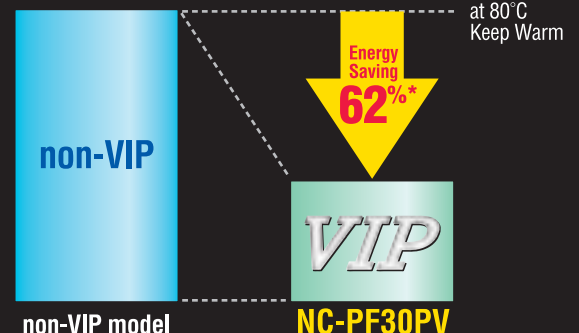 at 80°C
Keep Warm
Energy
Saving
62%*
non-VIP
VIP
non-VIP model
NC-PF30PV